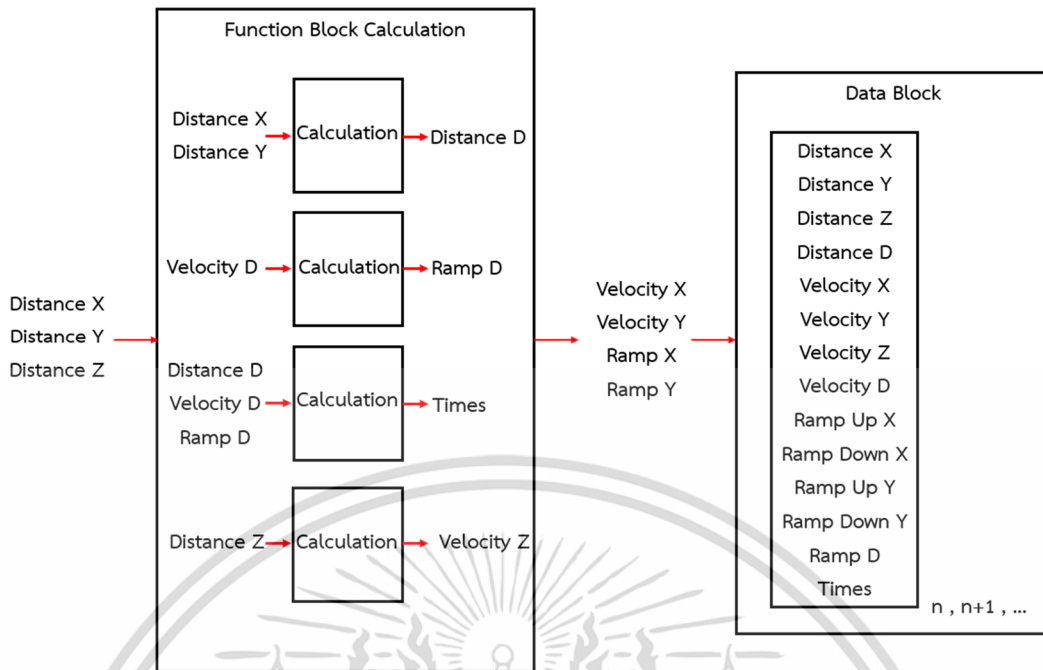 Distance X
Distance Y
Distance Z
Function Block Calculation
Distance X
Distance Y
Calculation
Distance D
Velocity D
Calculation
Ramp D
Distance D
Velocity D
Ramp D
Calculation
Times
Distance Z
Calculation
Velocity Z
Velocity X
Velocity Y
Ramp X
Ramp Y
Data Block
Distance X
Distance Y
Distance Z
Distance D
Velocity X
Velocity Y
Velocity Z
Velocity D
Ramp Up X
Ramp Down X
Ramp Up Y
Ramp Down Y
Ramp D
Times
n , n+1 , ...